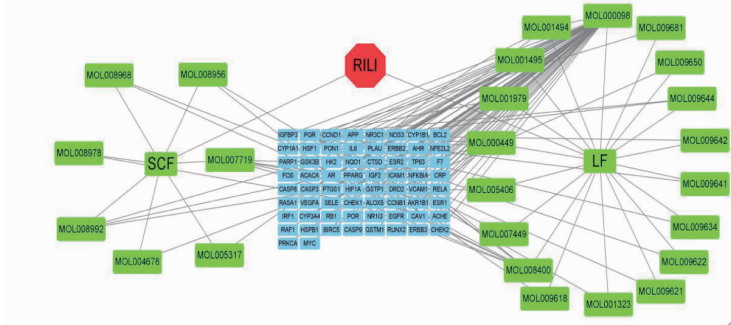 MOL001494
MOL000098
MOL009681
MOL008968
MOL008956
RILI
MOL001495
MOL009650
MOL001979
MOL009644
IGFBP3 PGR CCND1 APP NR3C1 NOS3 CYP1B1 BCL2
CYP1A1 HSF1 PON1 IL6 PLAU ERBB2 AHR NFE2L2
PARP1 GSK3B HK2 NQO1 CTSD ESR2 TP63 F7
FOS ACACA AR PPARG IGF2 ICAM1 NFKBIA CRP
CASP8 CASP3 PTGS1 HIF1A GSTP1 DRD2 VCAM1 RELA
RASA1 VEGFA SELE CHEK1 ALOX5 CCNB1 AKR1B1 ESR1
IRF1 CYP3A4 RB1 POR NR1I3 EGFR CAV1 ACHE
RAF1 HSPB1 BIRC5 CASP9 GSTM1 RUNX2 ERBB3 CHEK2
PRKCA MYC
MOL000449
MOL009642
MOL008978
SCF
MOL007719
LF
MOL005406
MOL009641
MOL008992
MOL009634
MOL007449
MOL005317
MOL004678
MOL009622
MOL008400
MOL009621
MOL009618
MOL001323